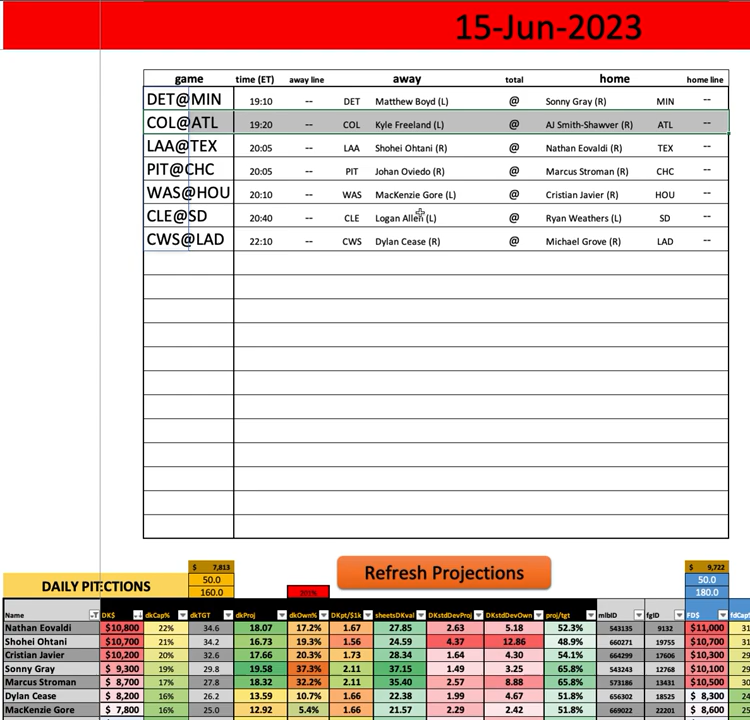 15-Jun-2023
game time (ET) away line away total home home line
DET@MIN 19:10 -- DET Matthew Boyd (L) @ Sonny Gray (R) MIN --
COL@ATL 19:20 -- COL Kyle Freeland (L) @ AJ Smith-Shawver (R) ATL --
LAA@TEX 20:05 -- LAA Shohei Ohtani (R) @ Nathan Eovaldi (R) TEX --
PIT@CHC 20:05 -- PIT Johan Oviedo (R) @ Marcus Stroman (R) CHC --
WAS@HOU 20:10 -- WAS MacKenzie Gore (L) @ Cristian Javier (R) HOU --
CLE@SD 20:40 -- CLE Logan Allen (L) @ Ryan Weathers (L) SD --
CWS@LAD 22:10 -- CWS Dylan Cease (R) @ Michael Grove (R) LAD --
$ 7,813 $ 9,722
DAILY PITECTIONS 50.0 Refresh Projections 50.0
160.0 180.0
Name DK$ dkCap% dkTGT dkProj dkOwn% DKpt/$1k sheetsDKval DKstdDevProj DKstdDevOwn proj/tgt mlbID fgID FD$
Nathan Eovaldi $10,800 22% 34.6 18.07 17.2% 1.67 27.85 2.63 5.18 52.3% 543135 9132 $11,000 31
Shohei Ohtani $10,700 21% 34.2 16.73 19.3% 1.56 24.59 4.37 12.86 48.9% 660271 19755 $10,700 30
Cristian Javier $10,200 20% 32.6 17.66 20.3% 1.73 28.34 1.64 4.30 54.1% 664299 17606 $10,300 29
Sonny Gray $ 9,300 19% 29.8 19.58 37.3% 2.11 37.15 1.49 3.25 65.8% 543243 12768 $10,100 29
Marcus Stroman $ 8,700 17% 27.8 18.32 32.2% 2.11 35.40 2.57 8.88 65.8% 573186 13431 $10,500 30
Dylan Cease $ 8,200 16% 26.2 13.59 10.7% 1.66 22.38 1.99 4.67 51.8% 656302 18525 $ 8,300 24
MacKenzie Gore $ 7,800 16% 25.0 12.92 5.4% 1.66 21.57 2.29 2.42 51.8% 669022 22201 $ 8,600 24